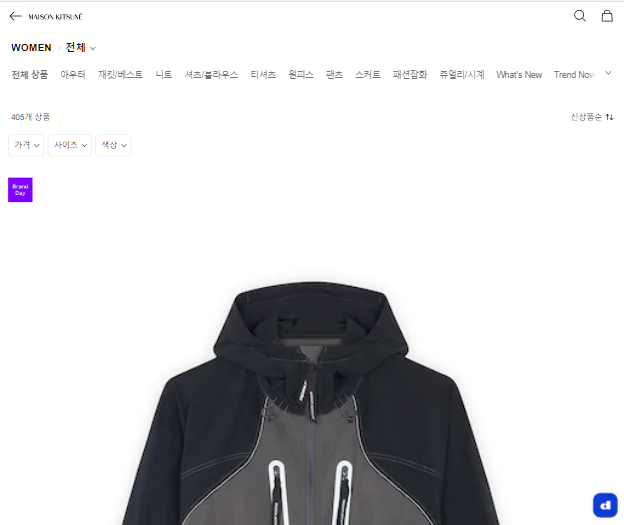 MAISON KITSUNÉ
WOMEN 전체
전체 상품 아우터 재킷/베스트 니트 셔츠/블라우스 티셔츠 원피스 팬츠 스커트 패션잡화 쥬얼리/시계 What's New Trend Now
405개 상품 신상품순
가격 사이즈 색상
Brand
Day
d